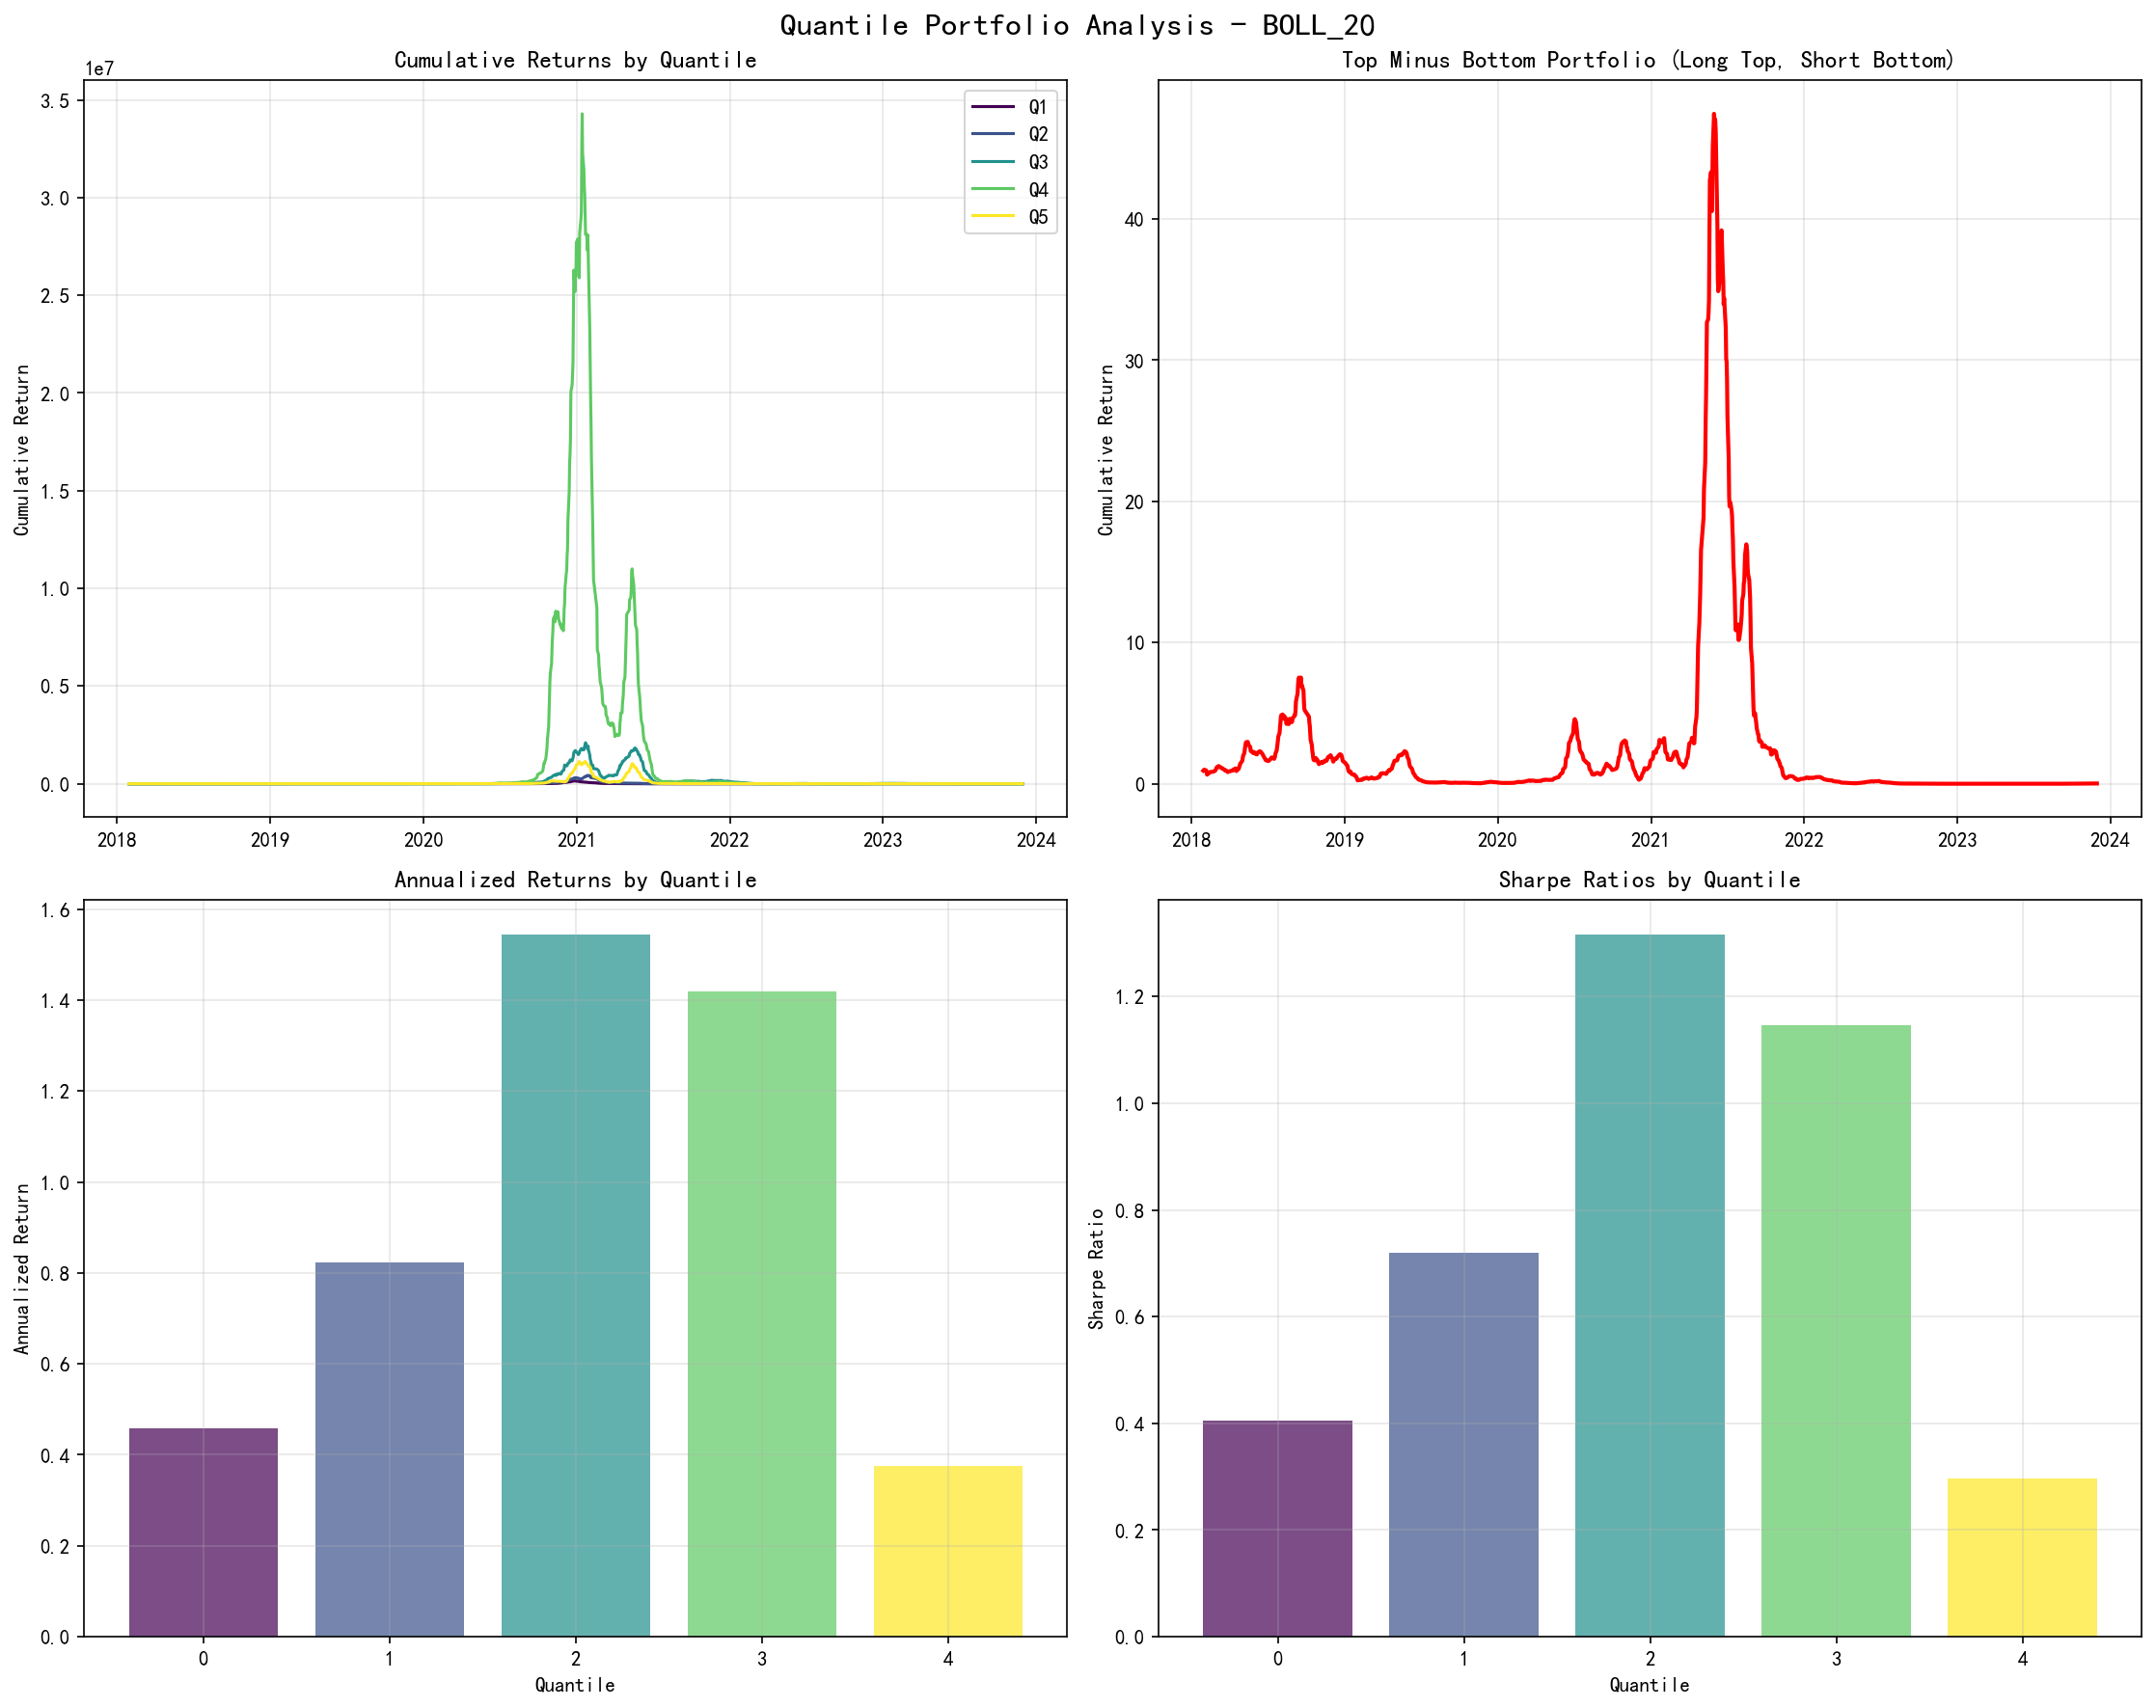 Quantile Portfolio Analysis - BOLL_20
Cumulative Returns by Quantile
1e7
Cumulative Return
3.5
3.0
2.5
2.0
1.5
1.0
0.5
0.0
2018 2019 2020 2021 2022 2023 2024
Q1
Q2
Q3
Q4
Q5
Top Minus Bottom Portfolio (Long Top, Short Bottom)
Cumulative Return
40
30
20
10
0
2018 2019 2020 2021 2022 2023 2024
Annualized Returns by Quantile
Annualized Return
1.6
1.4
1.2
1.0
0.8
0.6
0.4
0.2
0.0
0 1 2 3 4
Quantile
Sharpe Ratios by Quantile
Sharpe Ratio
1.2
1.0
0.8
0.6
0.4
0.2
0.0
0 1 2 3 4
Quantile